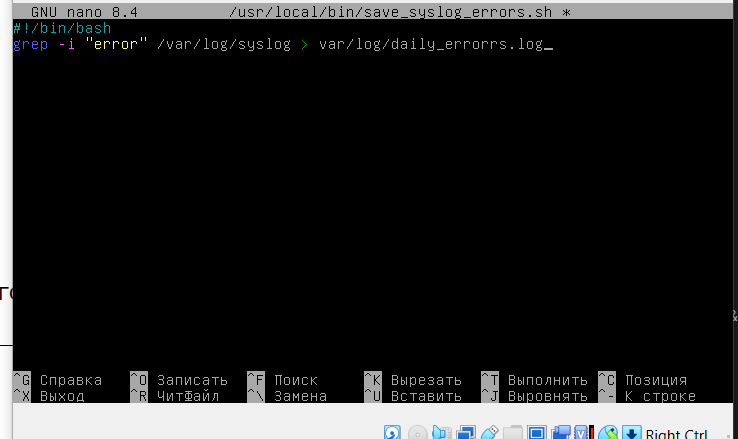 GNU nano 8.4 /usr/local/bin/save_syslog_errors.sh *
#!/bin/bash
grep -i "error" /var/log/syslog > var/log/daily_errorrs.log_
^G Справка ^O Записать ^F Поиск ^K Вырезать ^T Выполнить ^C Позиция
^X Выход ^R ЧитФайл ^\ Замена ^U Вставить ^J Выровнять ^- К строке
Right Ctrl